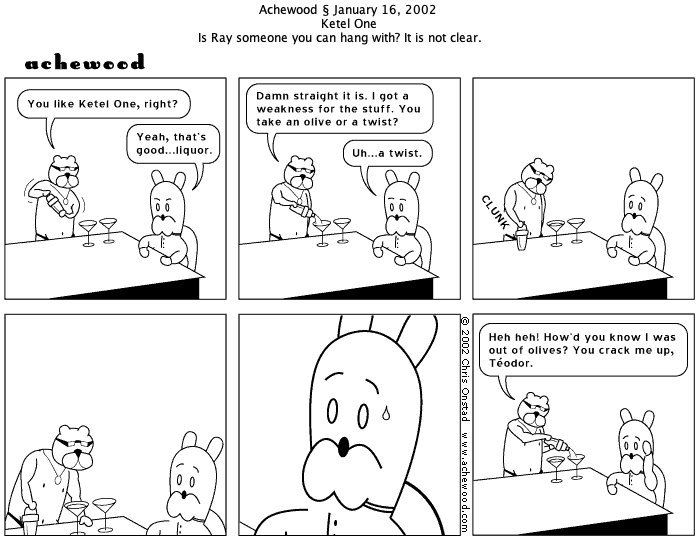 Achewood § January 16, 2002
Ketel One
Is Ray someone you can hang with? It is not clear.
achewood
You like Ketel One, right?
Yeah, that's
good...liquor.
Damn straight it is. I got a
weakness for the stuff. You
take an olive or a twist?
Uh...a twist.
CLUNK
© 2002 Chris Onstad www.achewood.com
Heh heh! How'd you know I was
out of olives? You crack me up,
Téodor.